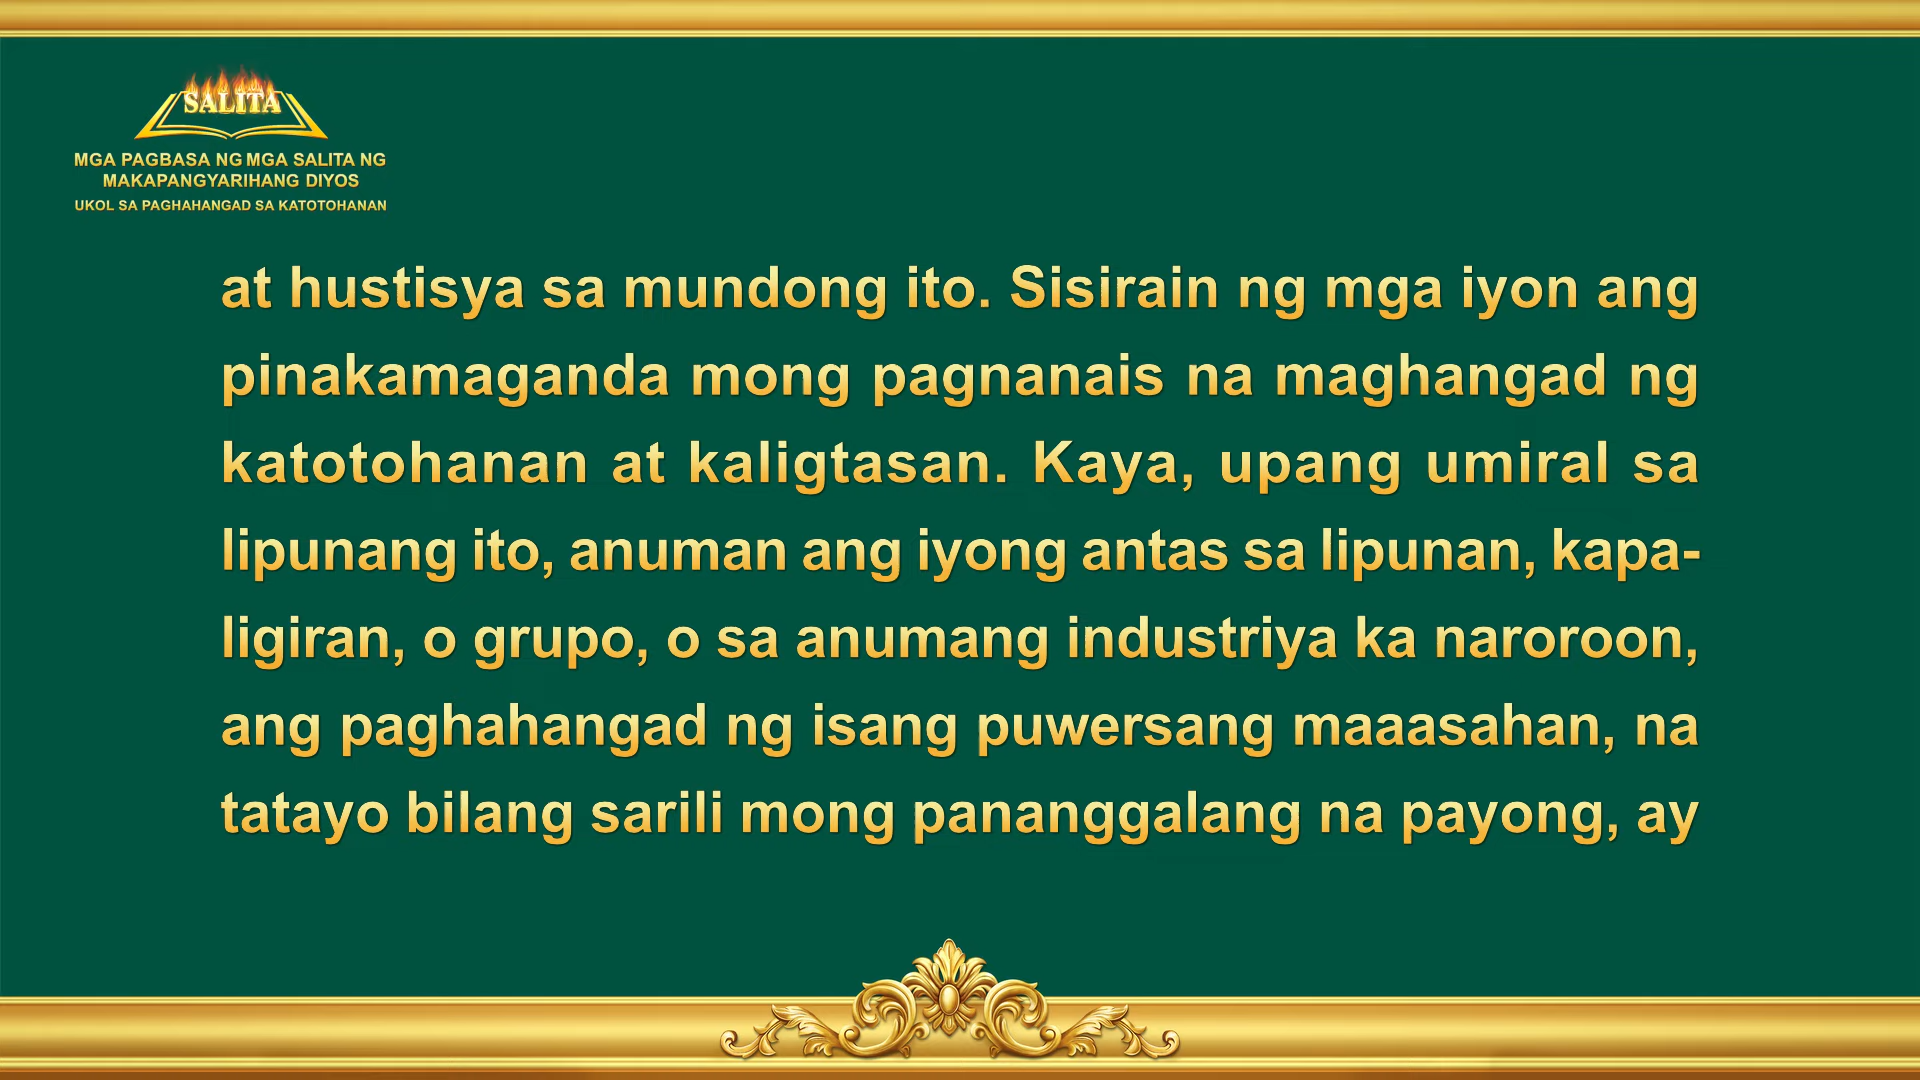 SALITA
MGA PAGBASA NG MGA SALITA NG
MAKAPANGYARIHANG DIYOS
UKOL SA PAGHAHANGAD SA KATOTOHANAN
at hustisya sa mundong ito. Sisirain ng mga iyon ang
pinakamaganda mong pagnanais na maghangad ng
katotohanan at kaligtasan. Kaya, upang umiral sa
lipunang ito, anuman ang iyong antas sa lipunan, kapa-
ligiran, o grupo, o sa anumang industriya ka naroroon,
ang paghahangad ng isang puwersang maaasahan, na
tatayo bilang sarili mong pananggalang na payong, ay